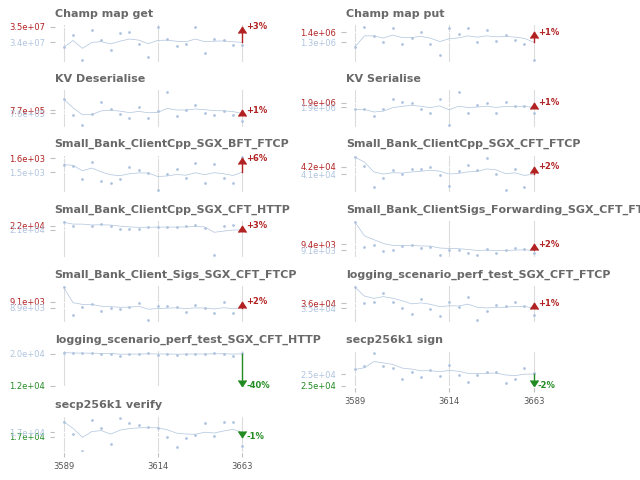 Champ map get
3.5e+07
3.4e+07
+3%
Champ map put
1.4e+06
1.3e+06
+1%
KV Deserialise
7.7e+05
+1%
KV Serialise
1.9e+06
1.9e+06
+1%
Small_Bank_ClientCpp_SGX_BFT_FTCP
1.6e+03
1.5e+03
+6%
Small_Bank_ClientCpp_SGX_CFT_FTCP
4.2e+04
4.1e+04
+2%
Small_Bank_ClientCpp_SGX_CFT_HTTP
2.2e+04
2.1e+04
+3%
Small_Bank_ClientSigs_Forwarding_SGX_CFT_FT
9.4e+03
9.1e+03
+2%
Small_Bank_Client_Sigs_SGX_CFT_FTCP
9.1e+03
8.9e+03
+2%
logging_scenario_perf_test_SGX_CFT_FTCP
3.6e+04
3.5e+04
+1%
logging_scenario_perf_test_SGX_CFT_HTTP
2.0e+04
1.2e+04
-40%
secp256k1 sign
2.5e+04
2.5e+04
-2%
3589
3614
3663
secp256k1 verify
1.7e+04
1.7e+04
-1%
3589
3614
3663